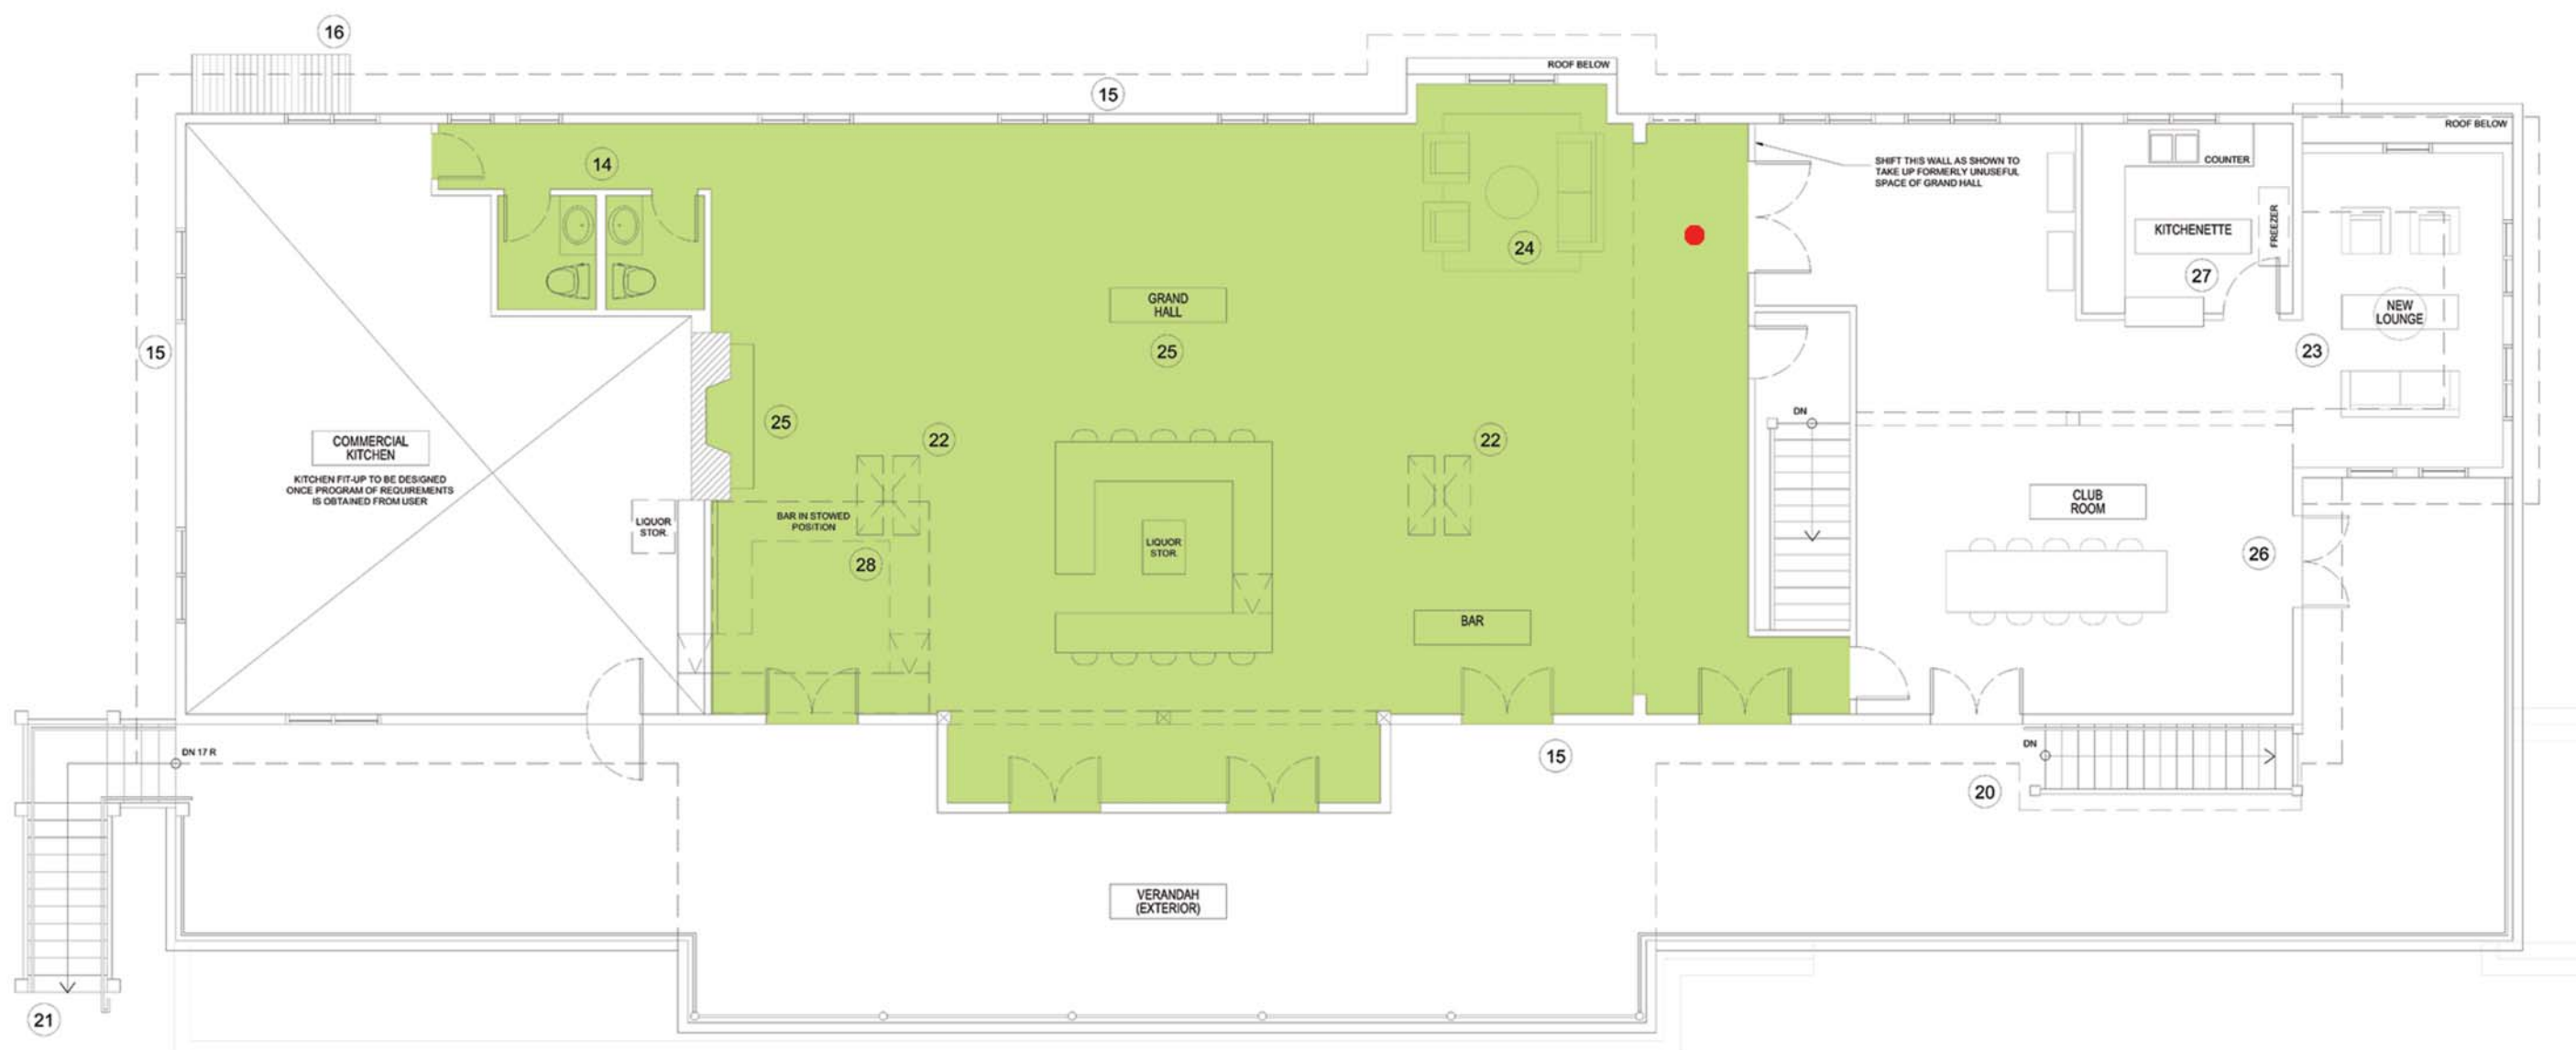 16
ROOF BELOW
15
ROOF BELOW
14
SHIFT THIS WALL AS SHOWN TO
TAKE UP FORMERLY UNUSEFUL
SPACE OF GRAND HALL
COUNTER
KITCHENETTE
FREEZER
27
24
GRAND
HALL
25
NEW
LOUNGE
23
15
25
22
22
DN
COMMERCIAL
KITCHEN
KITCHEN FIT-UP TO BE DESIGNED
ONCE PROGRAM OF REQUIREMENTS
IS OBTAINED FROM USER
LIQUOR
STOR.
BAR IN STOWED
POSITION
28
LIQUOR
STOR.
CLUB
ROOM
26
BAR
DN 17 R
15
DN
20
VERANDAH
(EXTERIOR)
21